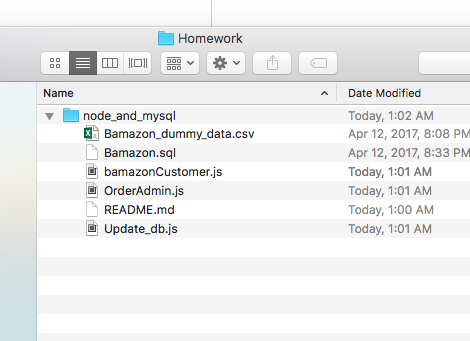 Homework
Name Date Modified
node_and_mysql Today, 1:02 AM
Bamazon_dummy_data.csv Apr 12, 2017, 8:08 PM
Bamazon.sql Apr 12, 2017, 8:33 PM
bamazonCustomer.js Today, 1:01 AM
OrderAdmin.js Today, 1:01 AM
README.md Today, 1:00 AM
Update_db.js Today, 1:01 AM